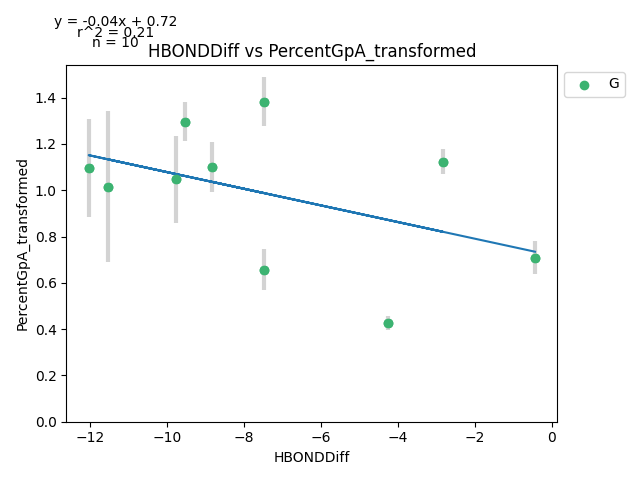 y = -0.04x + 0.72
r^2 = 0.21
n = 10
HBONDDiff vs PercentGpA_transformed
G
PercentGpA_transformed
1.4
1.2
1.0
0.8
0.6
0.4
0.2
0.0
−12
−10
−8
−6
−4
−2
0
HBONDDiff